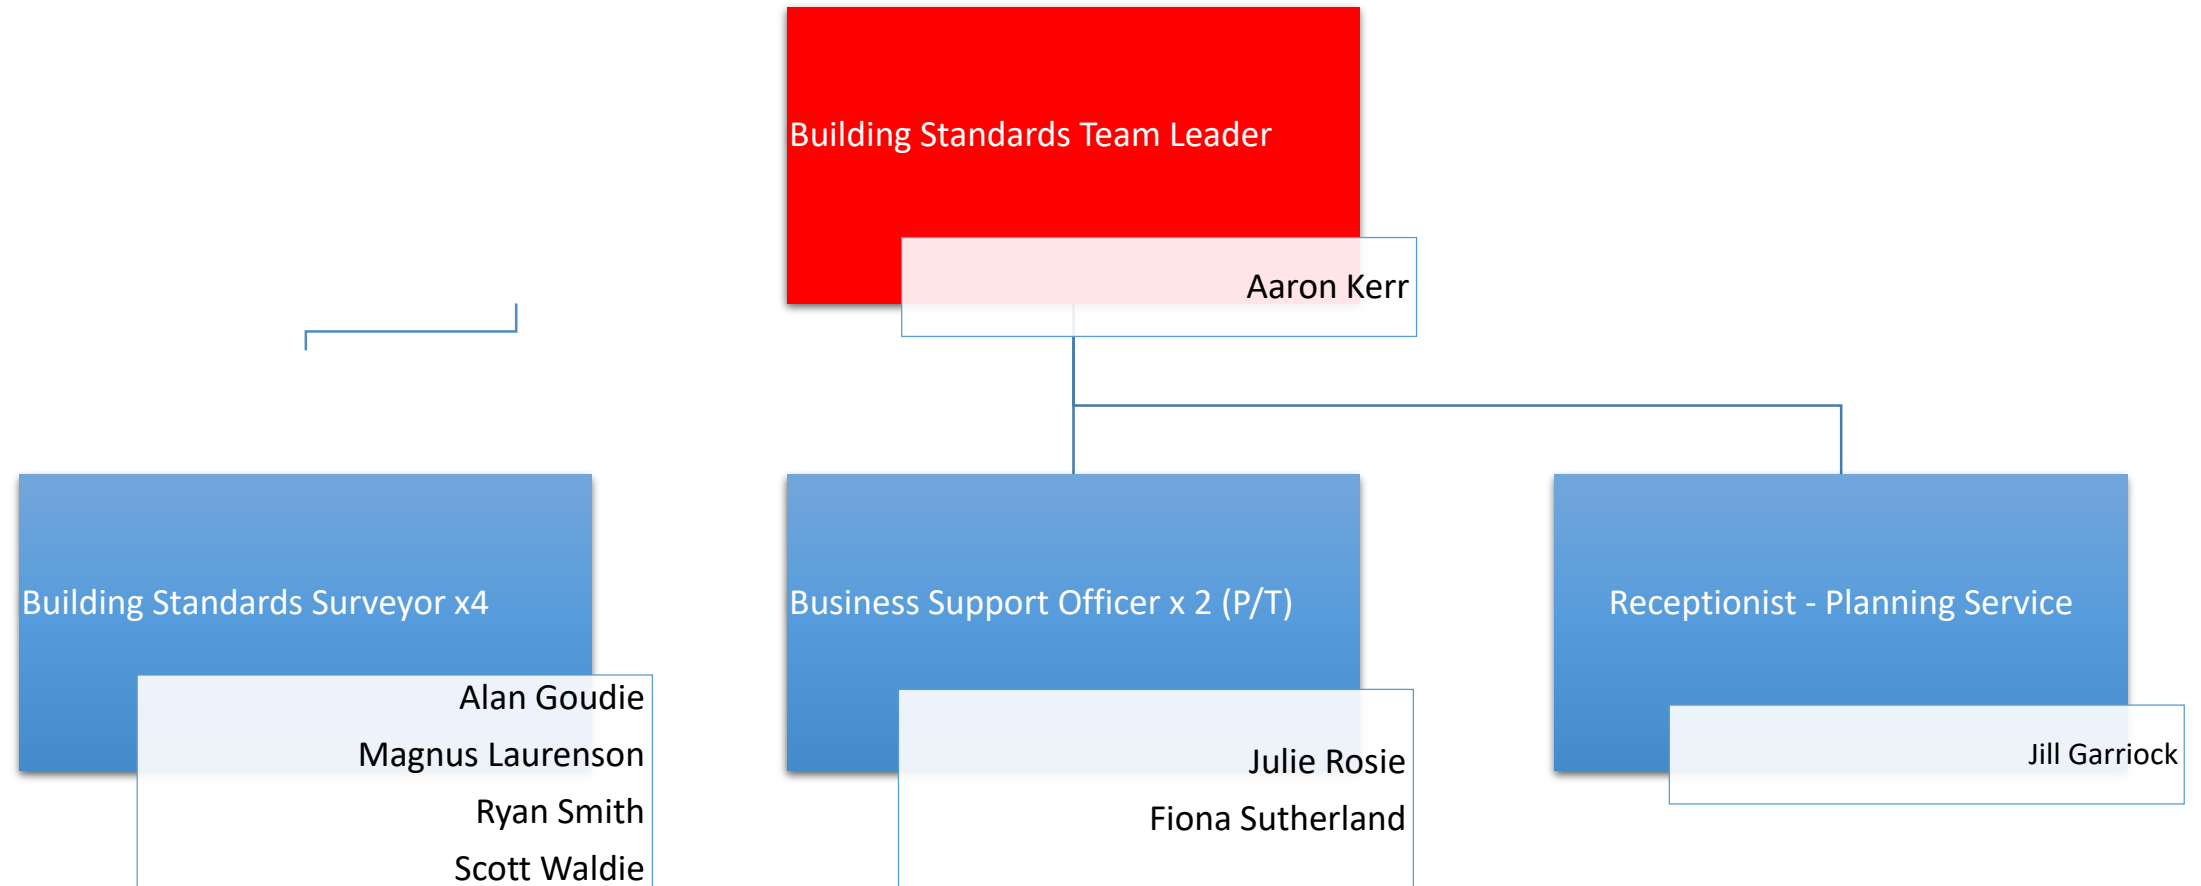 Building Standards Team Leader
Aaron Kerr
Building Standards Surveyor x4
Alan Goudie
Magnus Laurenson
Ryan Smith
Scott Waldie
Business Support Officer x 2 (P/T)
Julie Rosie
Fiona Sutherland
Receptionist - Planning Service
Jill Garriock